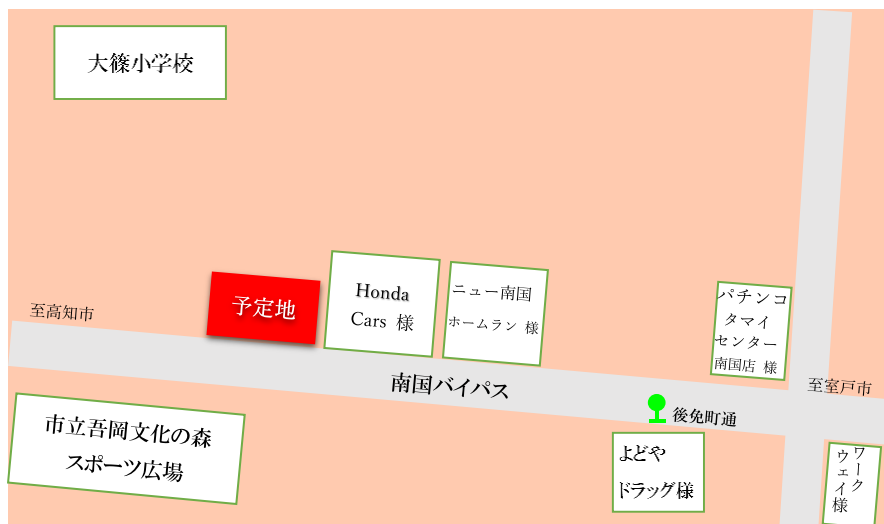 大篠小学校
至高知市
予定地
Honda
Cars 様
ニュー南国
ホームラン 様
パチンコ
タマイ
センター
南国店 様
至室戸市
南国バイパス
後免町通
市立吾岡文化の森
スポーツ広場
よどや
ドラッグ様
ワーク
ウェイ様